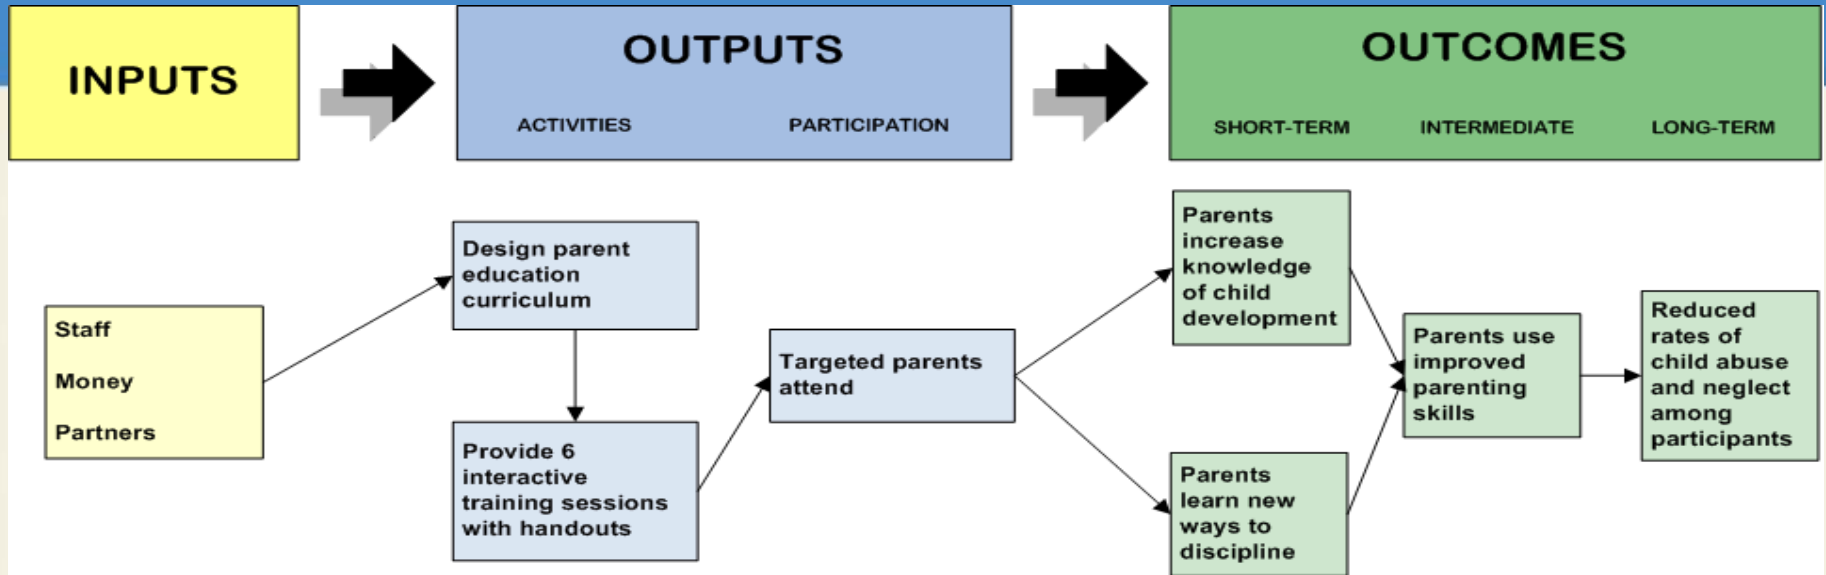 INPUTS
OUTPUTS
ACTIVITIES
PARTICIPATION
OUTCOMES
SHORT-TERM
INTERMEDIATE
LONG-TERM
Staff
Money
Partners
Design parent
education
curriculum
Provide 6
interactive
training sessions
with handouts
Targeted parents
attend
Parents
increase
knowledge
of child
development
Parents
learn new
ways to
discipline
Parents use
improved
parenting
skills
Reduced
rates of
child abuse
and neglect
among
participants